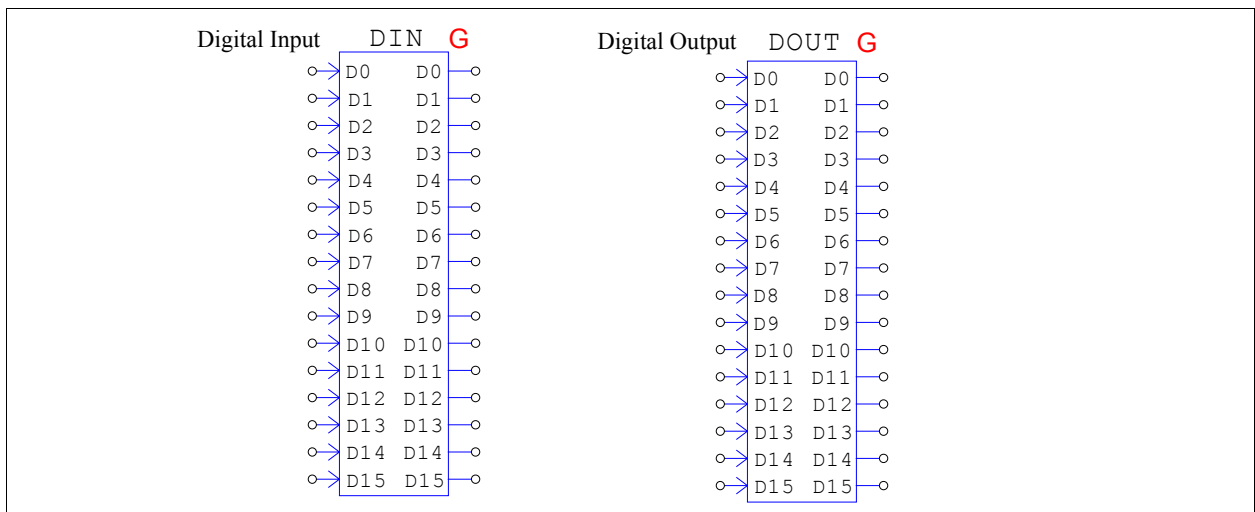 Digital Input DIN G
D0 D0
D1 D1
D2 D2
D3 D3
D4 D4
D5 D5
D6 D6
D7 D7
D8 D8
D9 D9
D10 D10
D11 D11
D12 D12
D13 D13
D14 D14
D15 D15
Digital Output DOUT G
D0 D0
D1 D1
D2 D2
D3 D3
D4 D4
D5 D5
D6 D6
D7 D7
D8 D8
D9 D9
D10 D10
D11 D11
D12 D12
D13 D13
D14 D14
D15 D15